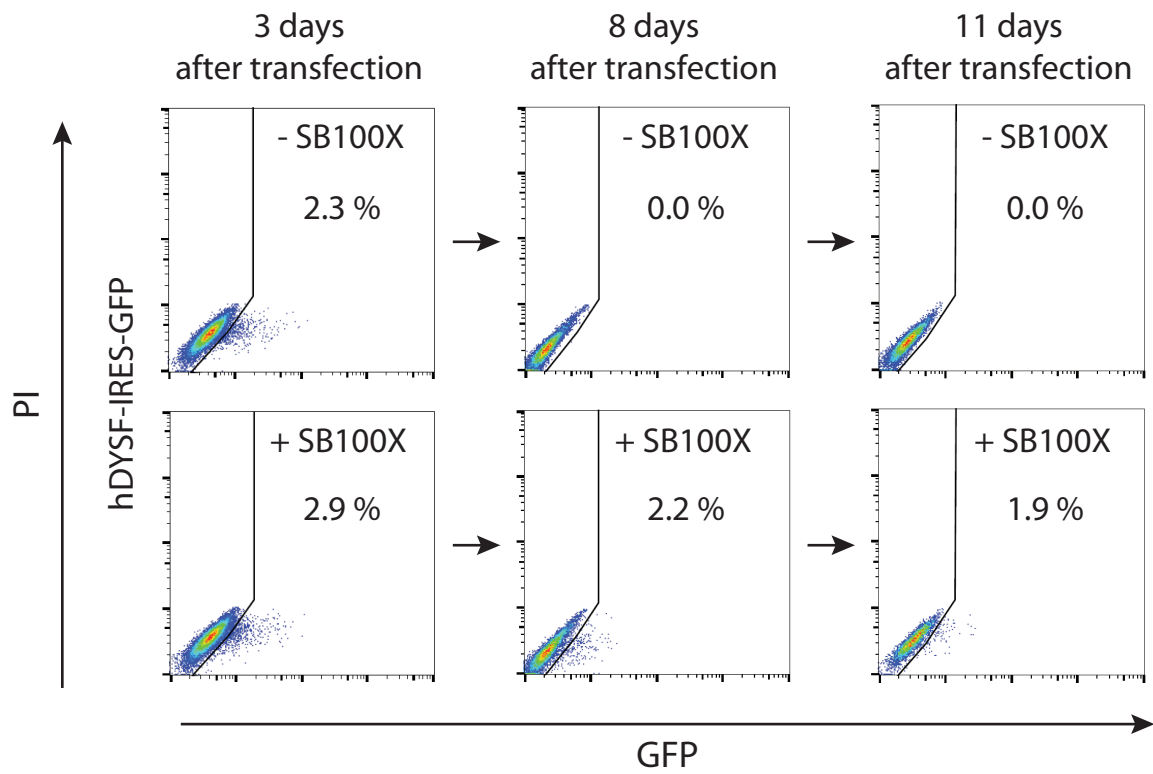 3 days
after transfection
8 days
after transfection
11 days
after transfection
- SB100X
2.3 %
- SB100X
0.0 %
- SB100X
0.0 %
PI
hDYSF-IRES-GFP
+ SB100X
2.9 %
+ SB100X
2.2 %
+ SB100X
1.9 %
GFP